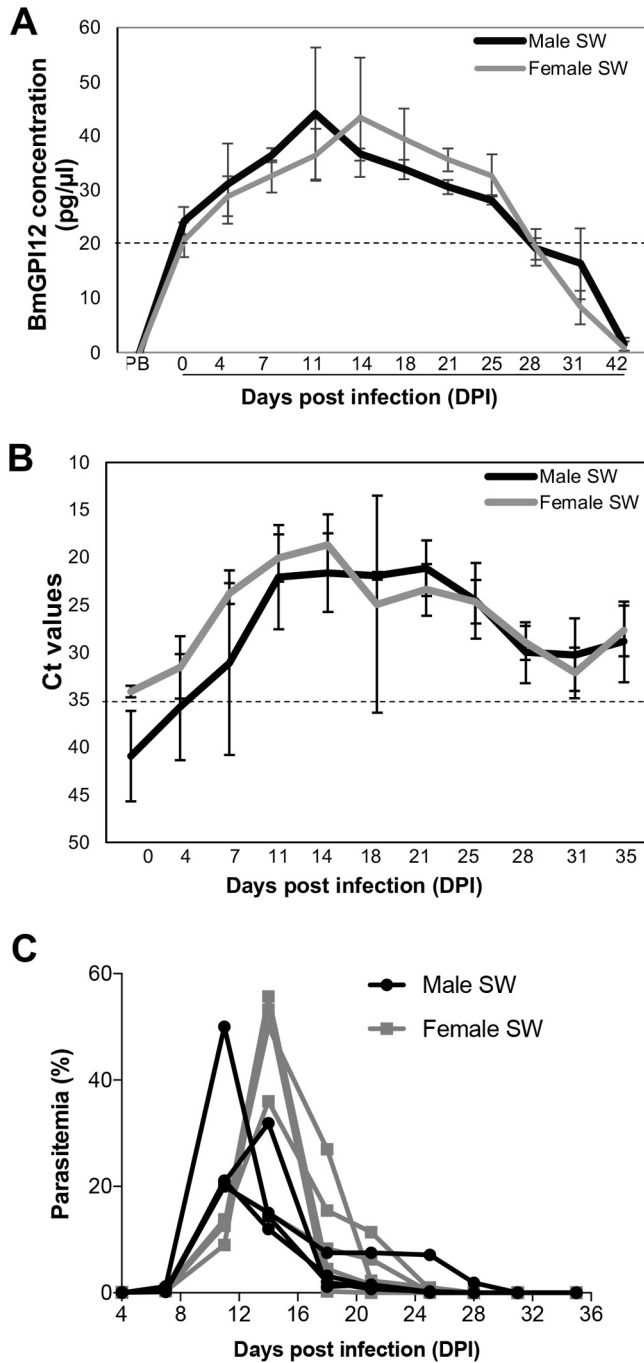 A
60
50
40
30
20
10
0
BmGPI12 concentration
(pg/µl)
Male SW
Female SW
PB 0 4 7 11 14 18 21 25 28 31 42
Days post infection (DPI)
B
10
15
20
25
30
35
40
45
50
Ct values
Male SW
Female SW
0 4 7 11 14 18 21 25 28 31 35
Days post infection (DPI)
C
60
40
20
0
Parasitemia (%)
Male SW
Female SW
4 8 12 16 20 24 28 32 36
Days post infection (DPI)